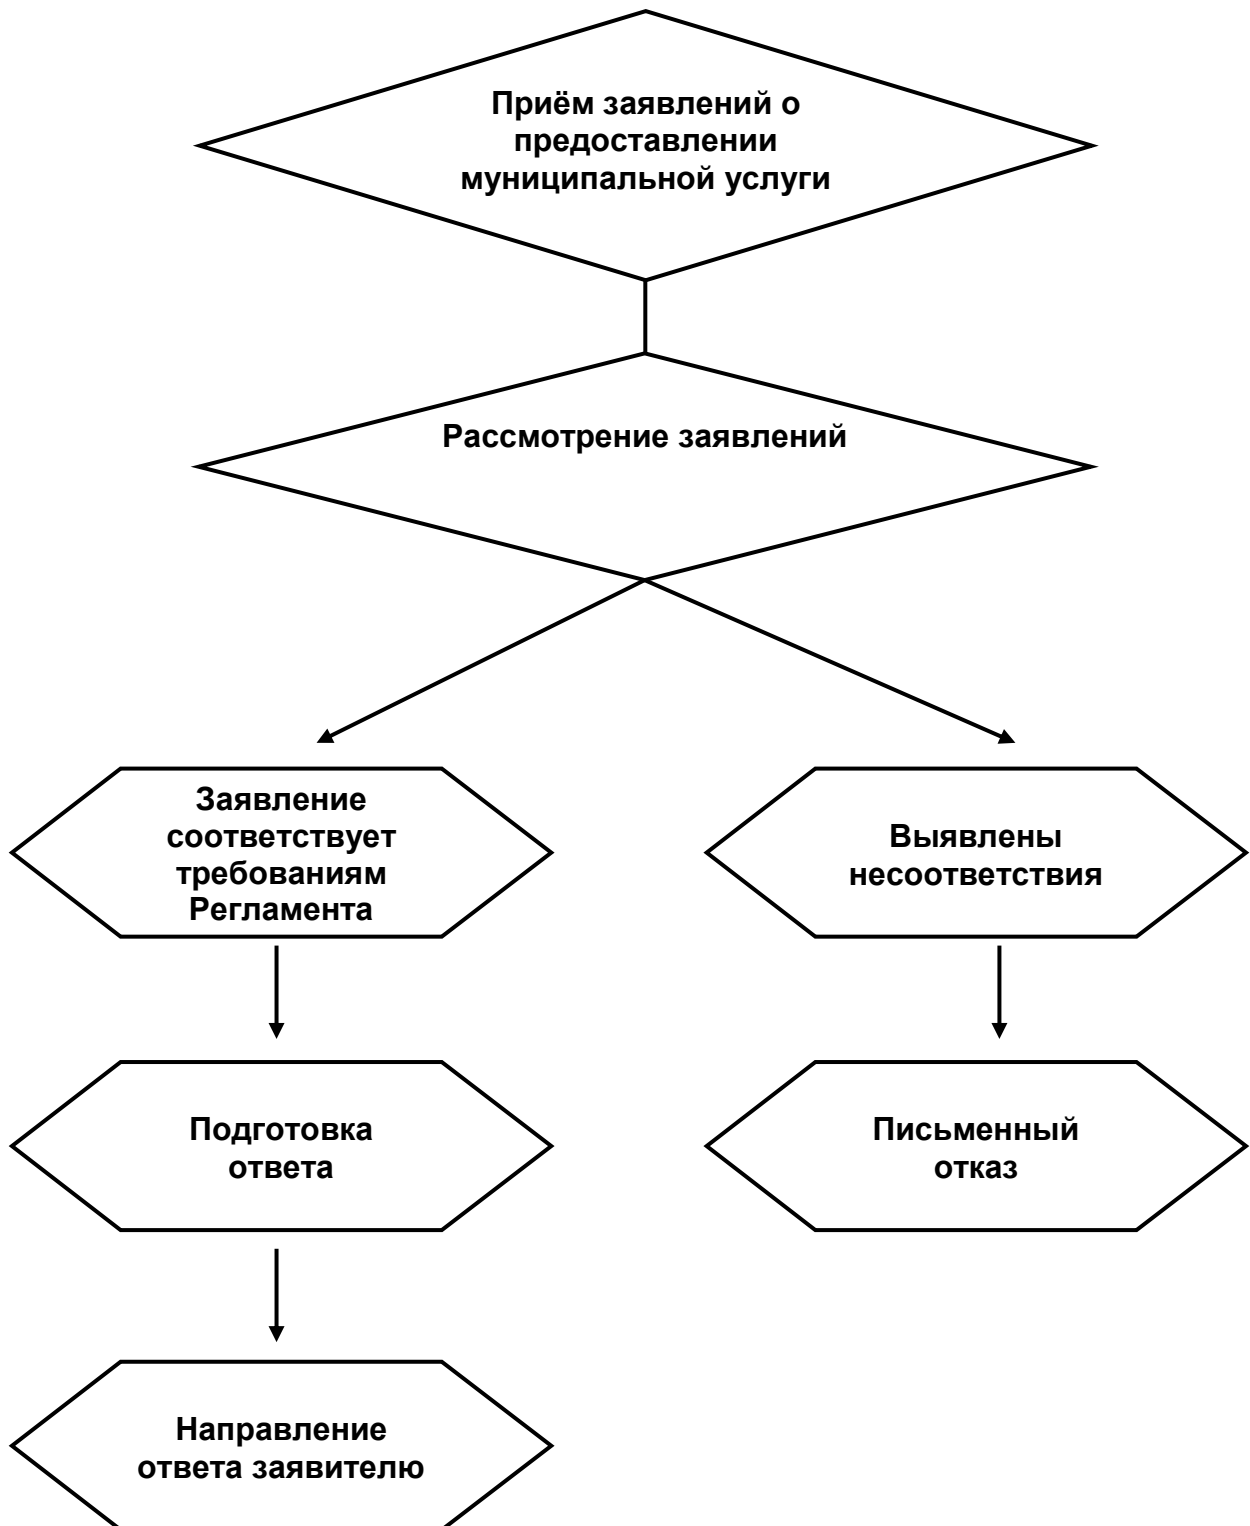 Приём заявлений о
предоставлении
муниципальной услуги
Рассмотрение заявлений
Заявление
соответствует
требованиям
Регламента
Выявлены
несоответствия
Подготовка
ответа
Письменный
отказ
Направление
ответа заявителю